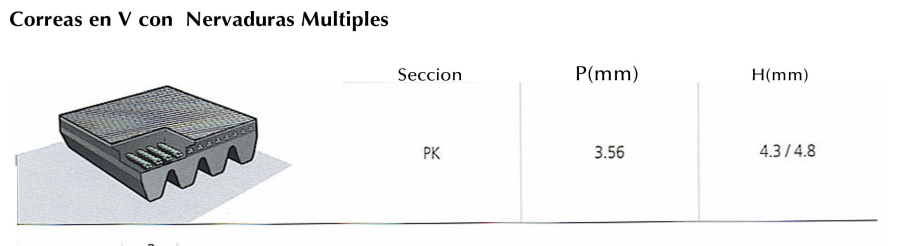 Correas en V con Nervaduras Multiples
Seccion P(mm) H(mm)
PK 3.56 4.3 / 4.8